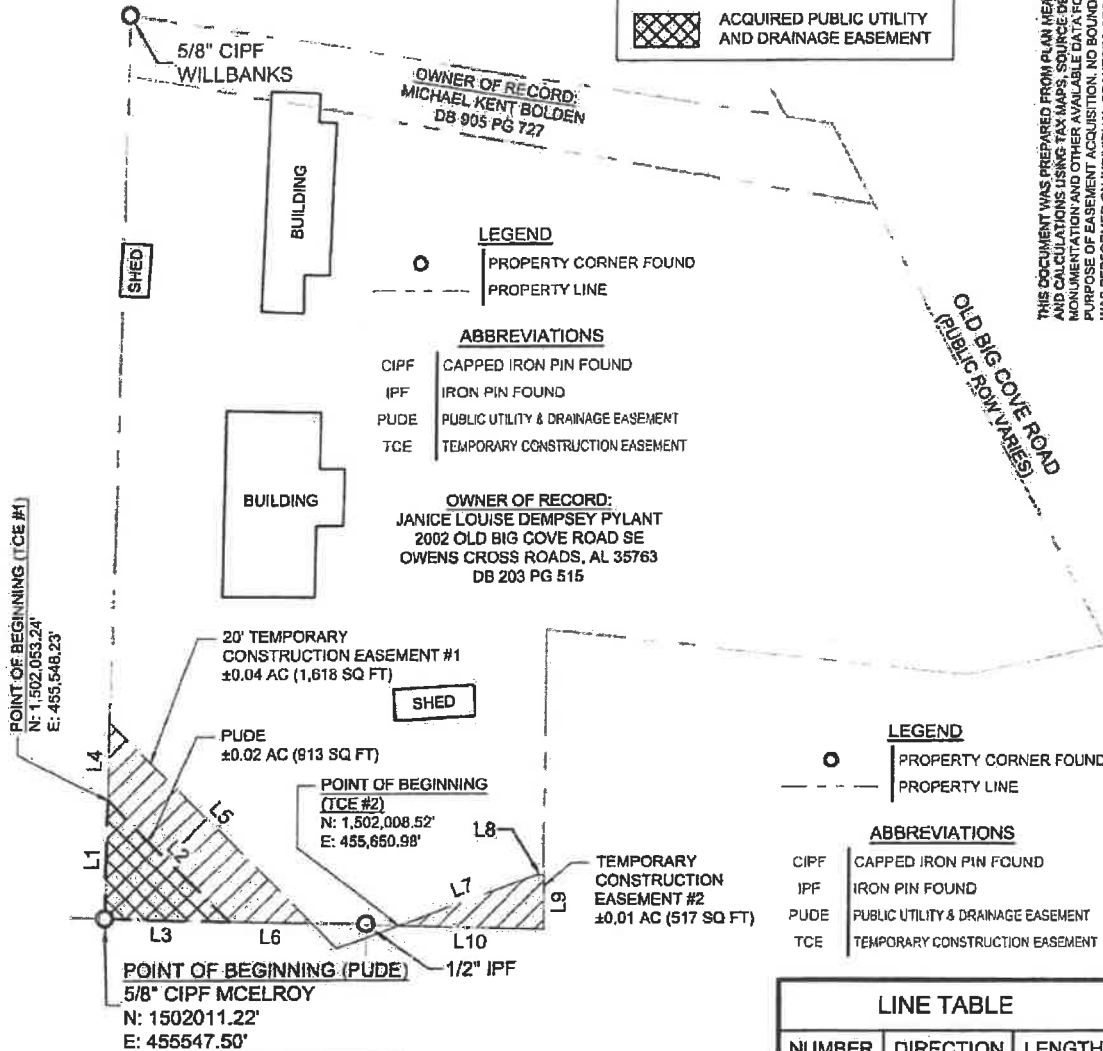 ACQUIRED PUBLIC UTILITY
AND DRAINAGE EASEMENT
5/8" CIPF
WILLBANKS
OWNER OF RECORD:
MICHAEL KENT BOLDEN
DB 905 PG 727
THIS DOCUMENT WAS PREPARED FROM PLAN
AND CALCULATIONS USING TAX MAPS, SOURCE
MONUMENTATION AND OTHER AVAILABLE DATA
PURPOSE OF EASEMENT ACQUISITION. NO
BUILDING
SHED
LEGEND
PROPERTY CORNER FOUND
PROPERTY LINE
ABBREVIATIONS
CIPF CAPPED IRON PIN FOUND
IPF IRON PIN FOUND
PUDE PUBLIC UTILITY & DRAINAGE EASEMENT
TCE TEMPORARY CONSTRUCTION EASEMENT
OLD BIG COVE ROAD
(PUBLIC ROW VARIES)
BUILDING
OWNER OF RECORD:
JANICE LOUISE DEMPSEY PYLANT
2002 OLD BIG COVE ROAD SE
OWENS CROSS ROADS, AL 35763
DB 203 PG 515
POINT OF BEGINNING (TCE #1)
N: 1,502,053.24'
E: 455,548.23'
20' TEMPORARY
CONSTRUCTION EASEMENT #1
±0.04 AC (1,618 SQ FT)
SHED
PUDE
±0.02 AC (913 SQ FT)
POINT OF BEGINNING
(TCE #2)
N: 1,502,008.52'
E: 455,650.98'
L4
L5
L1
L2
L3
L6
L7
L8
L9
L10
TEMPORARY
CONSTRUCTION
EASEMENT #2
±0.01 AC (517 SQ FT)
1/2" IPF
POINT OF BEGINNING (PUDE)
5/8" CIPF MCELROY
N: 1502011.22'
E: 455547.50'
LEGEND
PROPERTY CORNER FOUND
PROPERTY LINE
ABBREVIATIONS
CIPF CAPPED IRON PIN FOUND
IPF IRON PIN FOUND
PUDE PUBLIC UTILITY & DRAINAGE EASEMENT
TCE TEMPORARY CONSTRUCTION EASEMENT
LINE TABLE
NUMBER DIRECTION LENGTH